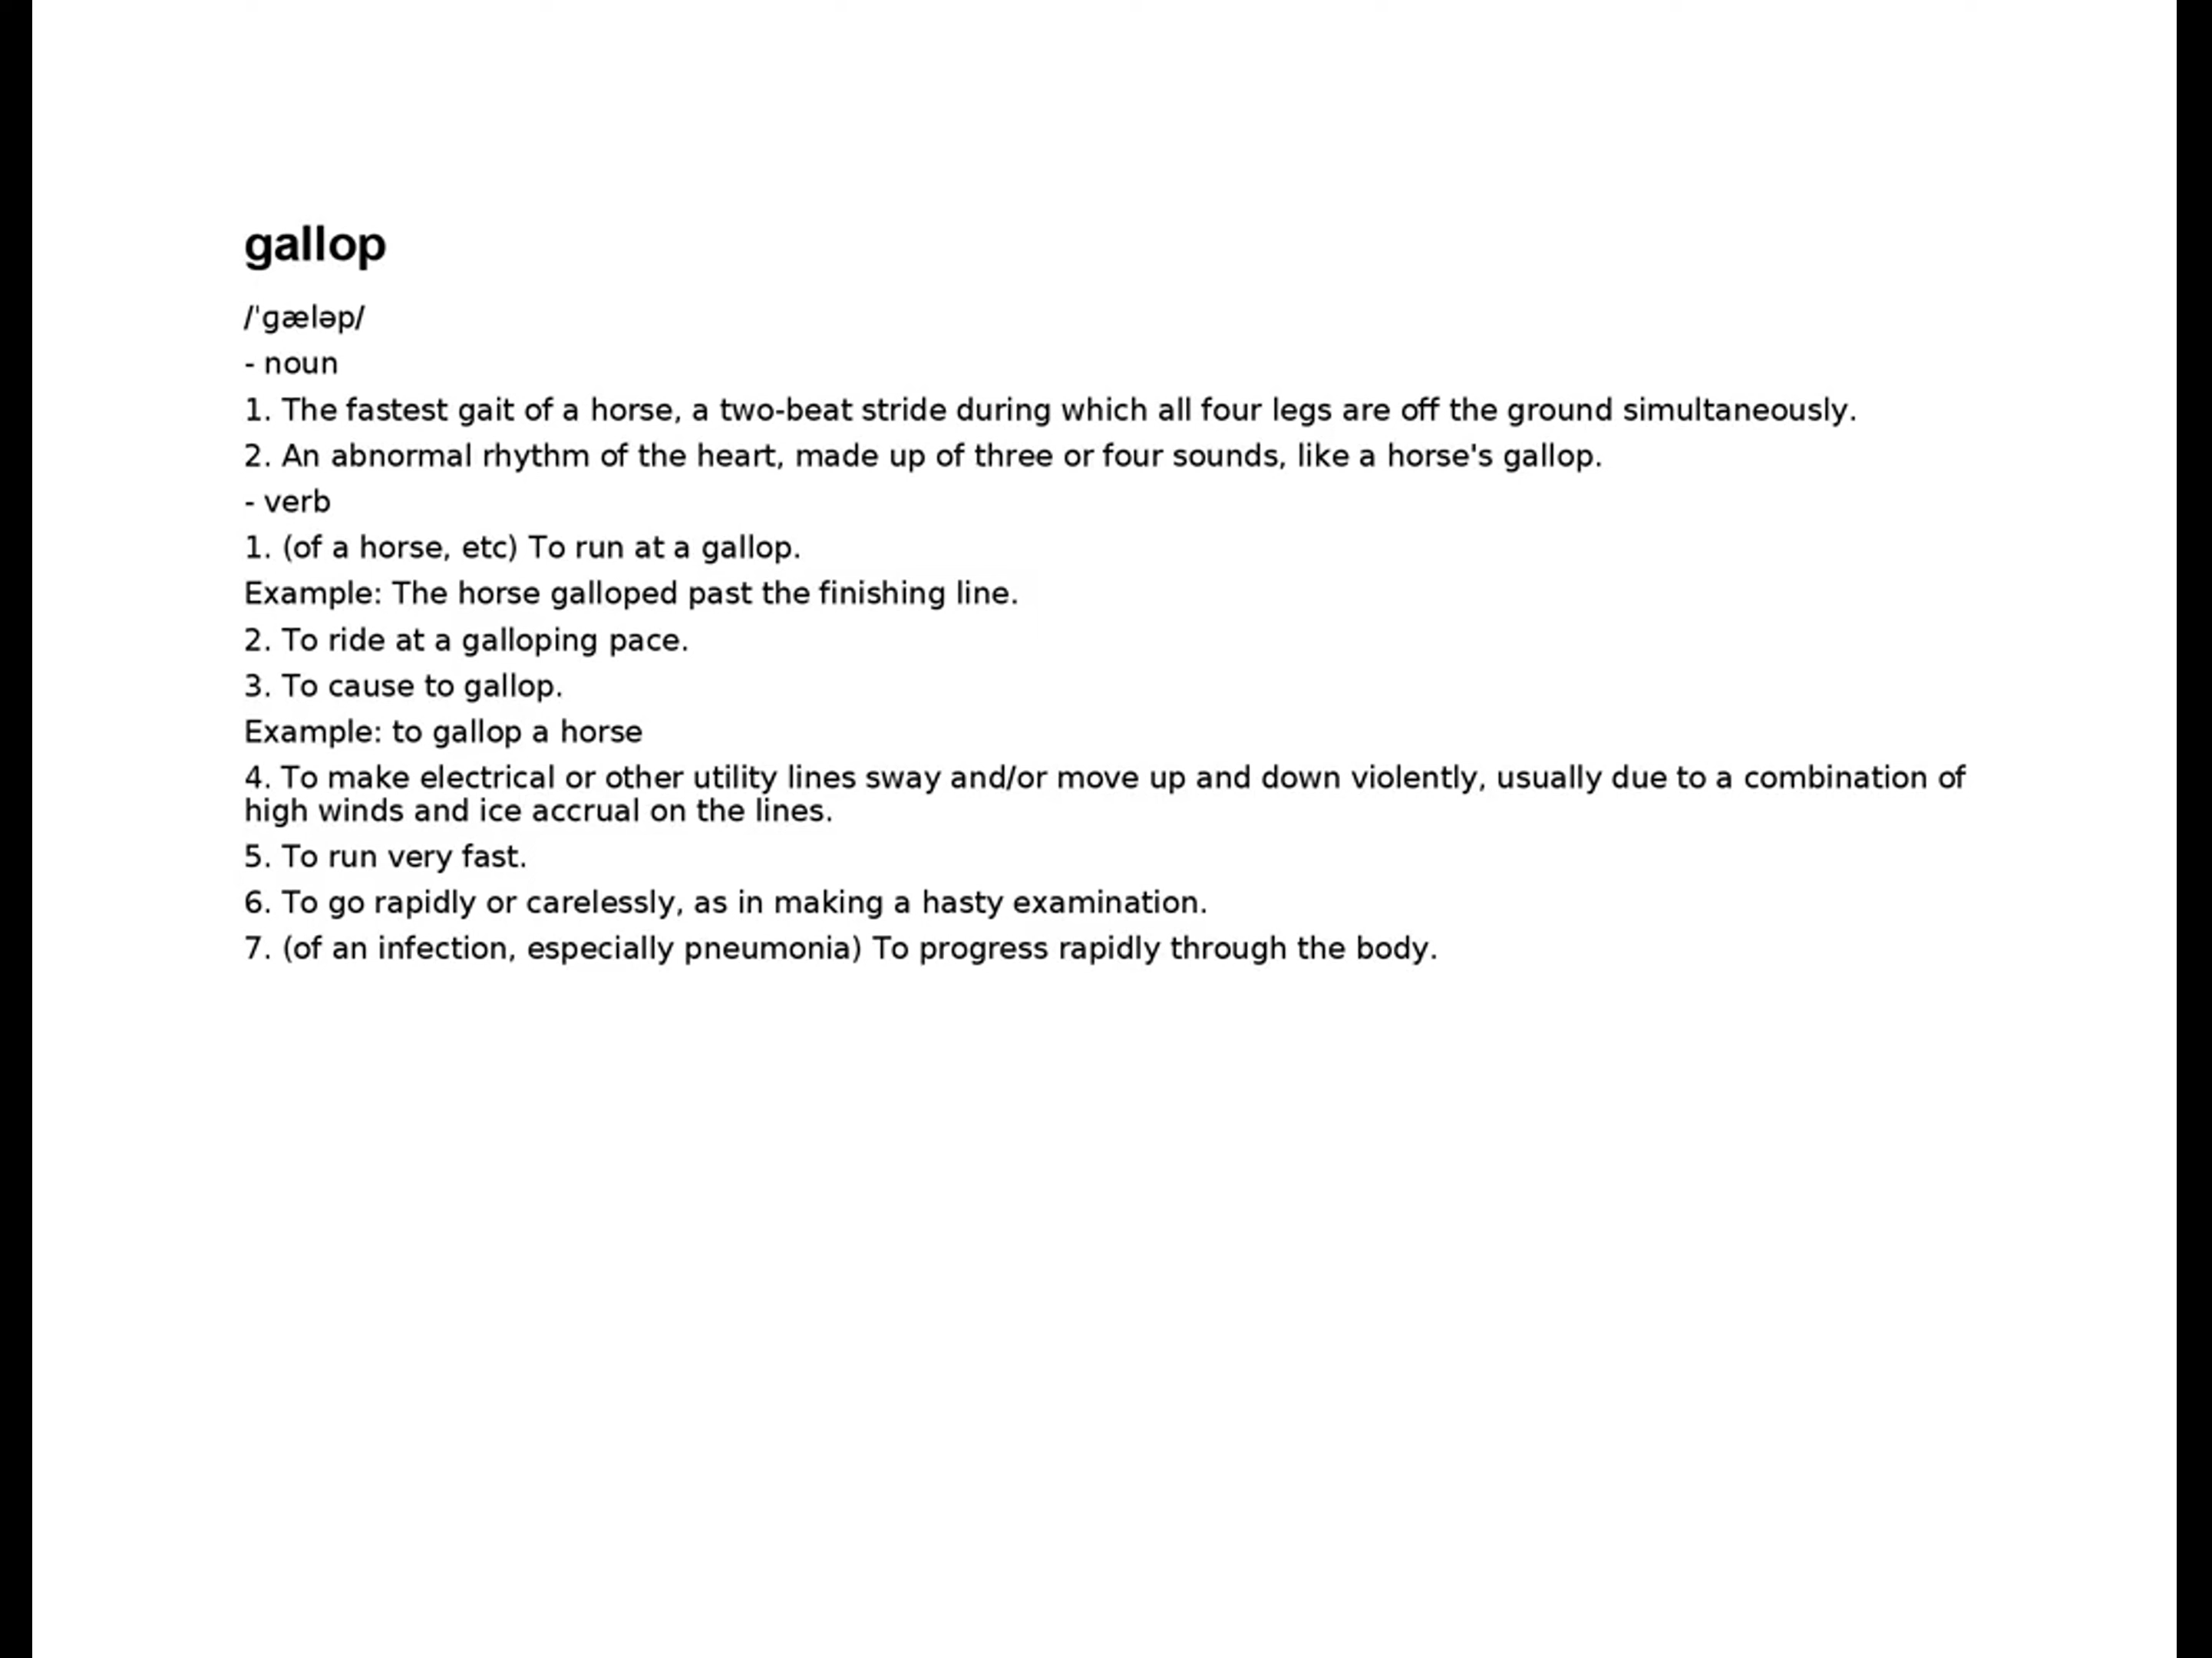 gallop
/ˈɡæləp/
- noun
1. The fastest gait of a horse, a two-beat stride during which all four legs are off the ground simultaneously.
2. An abnormal rhythm of the heart, made up of three or four sounds, like a horse's gallop.
- verb
1. (of a horse, etc) To run at a gallop.
Example: The horse galloped past the finishing line.
2. To ride at a galloping pace.
3. To cause to gallop.
Example: to gallop a horse
4. To make electrical or other utility lines sway and/or move up and down violently, usually due to a combination of
high winds and ice accrual on the lines.
5. To run very fast.
6. To go rapidly or carelessly, as in making a hasty examination.
7. (of an infection, especially pneumonia) To progress rapidly through the body.